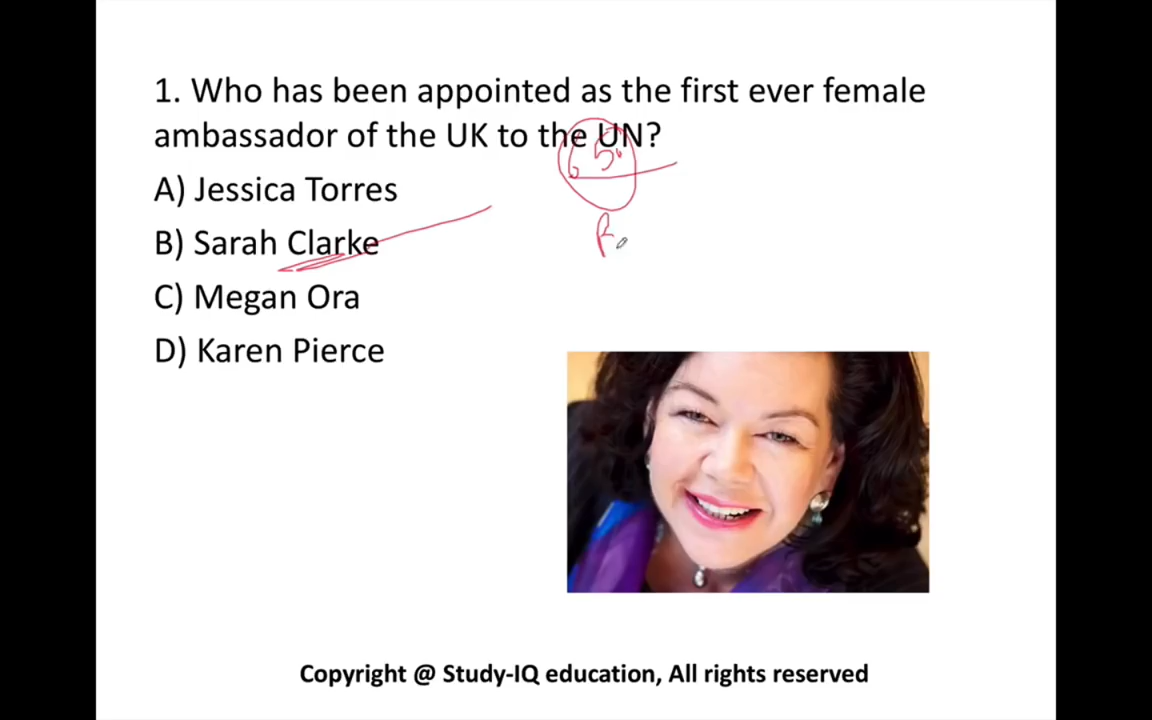 1. Who has been appointed as the first ever female
ambassador of the UK to the UN?
5
A) Jessica Torres
B) Sarah Clarke
C) Megan Ora
D) Karen Pierce
Copyright @ Study-IQ education, All rights reserved